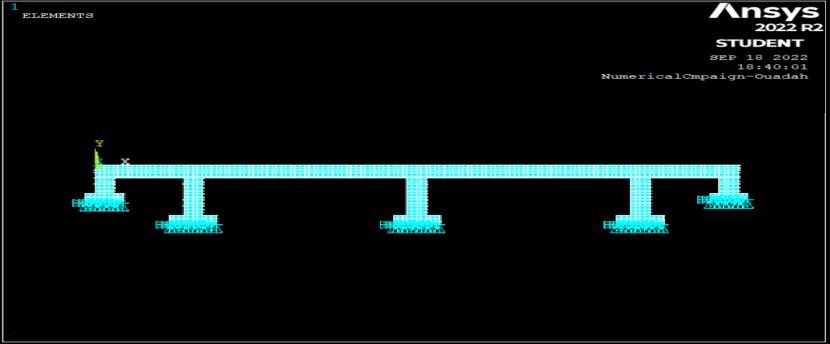 1
ELEMENTS
Ansys
2022 R2
STUDENT
SEP 18 2022
18:40:01
NumericalCmpaign-Ouadah
Y
X